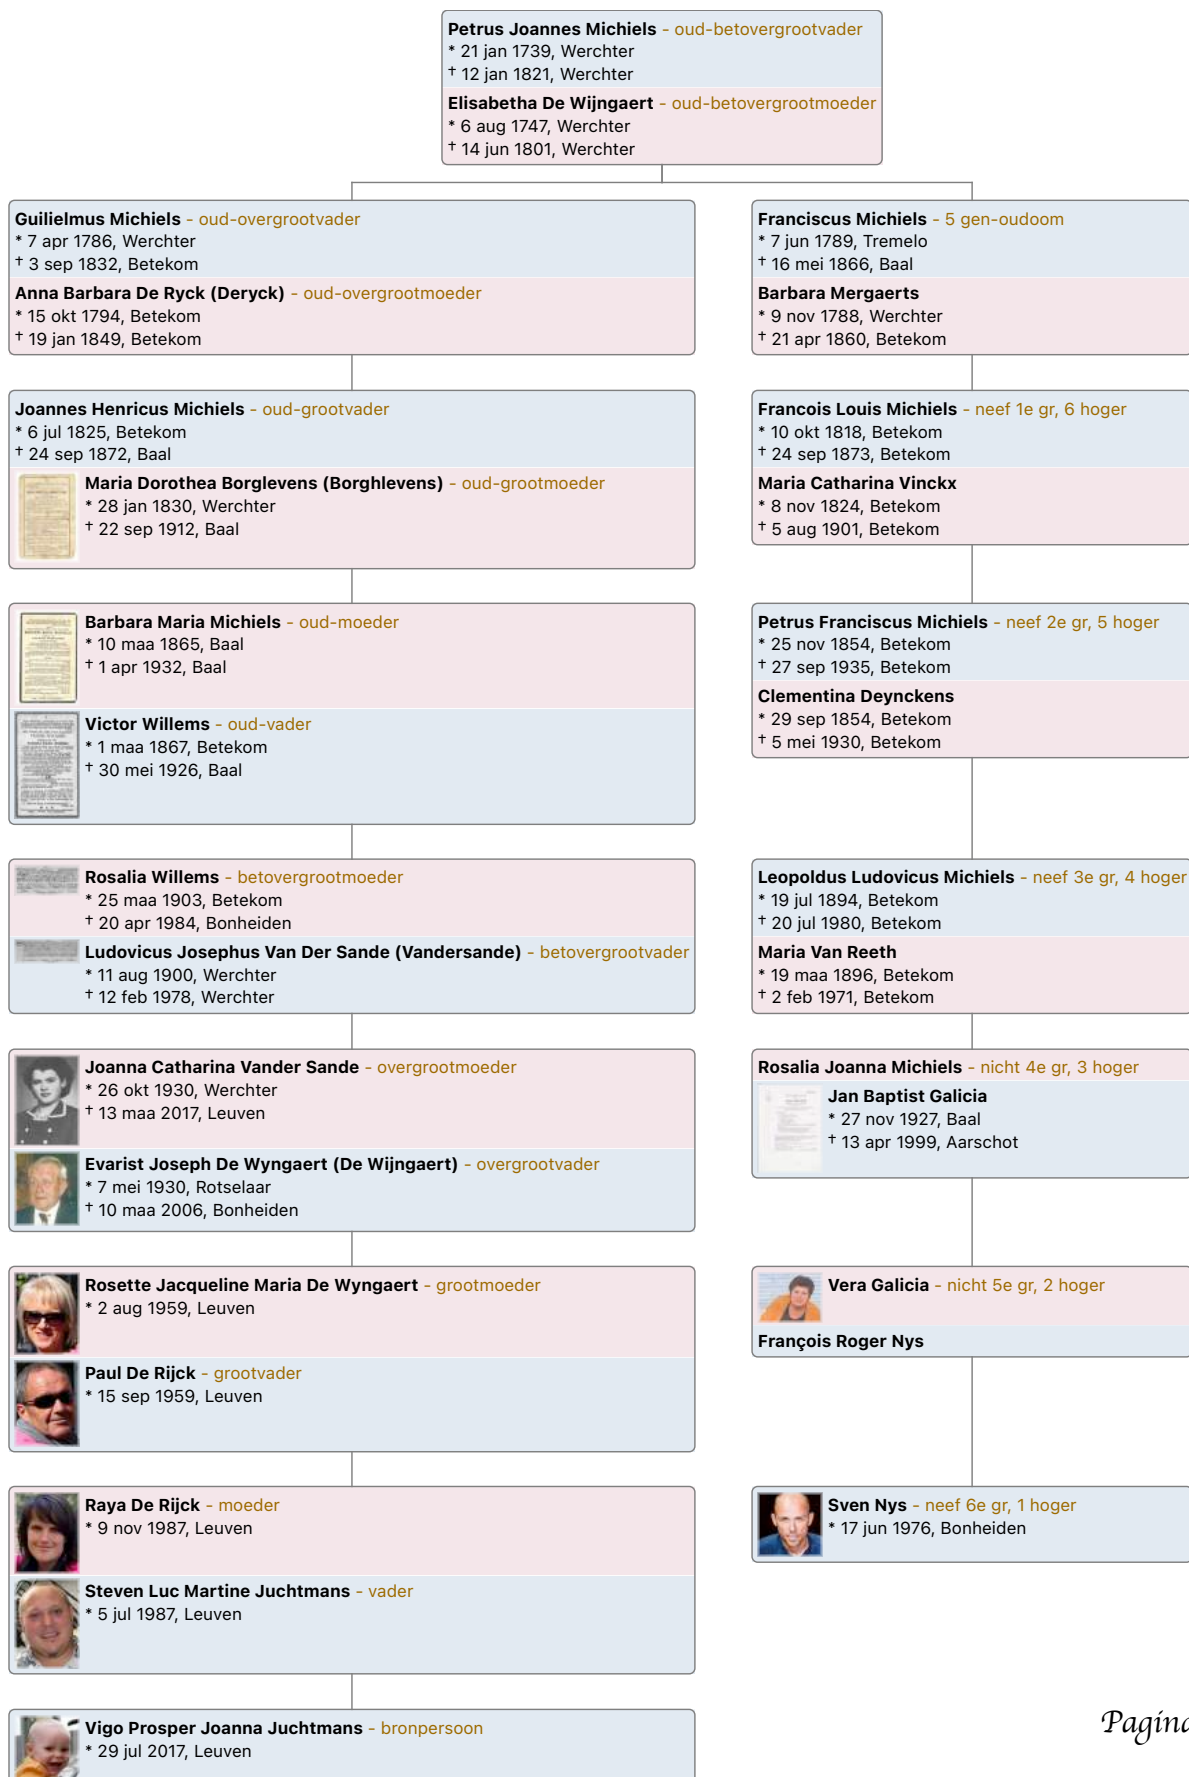 Petrus Joannes Michiels - oud-betovergrootvader
* 21 jan 1739, Werchter
† 12 jan 1821, Werchter
Elisabetha De Wijngaert - oud-betovergrootmoeder
* 6 aug 1747, Werchter
† 14 jun 1801, Werchter
Guilielmus Michiels - oud-overgrootvader
* 7 apr 1786, Werchter
† 3 sep 1832, Betekom
Anna Barbara De Ryck (Deryck) - oud-overgrootmoeder
* 15 okt 1794, Betekom
† 19 jan 1849, Betekom
Franciscus Michiels - 5 gen-oudoom
* 7 jun 1789, Tremelo
† 16 mei 1866, Baal
Barbara Mergaerts
* 9 nov 1788, Werchter
† 21 apr 1860, Betekom
Joannes Henricus Michiels - oud-grootvader
* 6 jul 1825, Betekom
† 24 sep 1872, Baal
Maria Dorothea Borglevens (Borghlevens) - oud-grootmoeder
* 28 jan 1830, Werchter
† 22 sep 1912, Baal
Francois Louis Michiels - neef 1e gr, 6 hoger
* 10 okt 1818, Betekom
† 24 sep 1873, Betekom
Maria Catharina Vinckx
* 8 nov 1824, Betekom
† 5 aug 1901, Betekom
Barbara Maria Michiels - oud-moeder
* 10 maa 1865, Baal
† 1 apr 1932, Baal
Victor Willems - oud-vader
* 1 maa 1867, Betekom
† 30 mei 1926, Baal
Petrus Franciscus Michiels - neef 2e gr, 5 hoger
* 25 nov 1854, Betekom
† 27 sep 1935, Betekom
Clementina Deynckens
* 29 sep 1854, Betekom
† 5 mei 1930, Betekom
Rosalia Willems - betovergrootmoeder
* 25 maa 1903, Betekom
† 20 apr 1984, Bonheiden
Ludovicus Josephus Van Der Sande (Vandersande) - betovergrootvader
* 11 aug 1900, Werchter
† 12 feb 1978, Werchter
Leopoldus Ludovicus Michiels - neef 3e gr, 4 hoger
* 19 jul 1894, Betekom
† 20 jul 1980, Betekom
Maria Van Reeth
* 19 maa 1896, Betekom
† 2 feb 1971, Betekom
Joanna Catharina Vander Sande - overgrootmoeder
* 26 okt 1930, Werchter
† 13 maa 2017, Leuven
Evarist Joseph De Wyngaert (De Wijngaert) - overgrootvader
* 7 mei 1930, Rotselaar
† 10 maa 2006, Bonheiden
Rosalia Joanna Michiels - nicht 4e gr, 3 hoger
Jan Baptist Galicia
* 27 nov 1927, Baal
† 13 apr 1999, Aarschot
Rosette Jacqueline Maria De Wyngaert - grootmoeder
* 2 aug 1959, Leuven
Paul De Rijck - grootvader
* 15 sep 1959, Leuven
Vera Galicia - nicht 5e gr, 2 hoger
François Roger Nys
Raya De Rijck - moeder
* 9 nov 1987, Leuven
Steven Luc Martine Juchtmans - vader
* 5 jul 1987, Leuven
Sven Nys - neef 6e gr, 1 hoger
* 17 jun 1976, Bonheiden
Vigo Prosper Joanna Juchtmans - bronpersoon
* 29 jul 2017, Leuven
Pagina